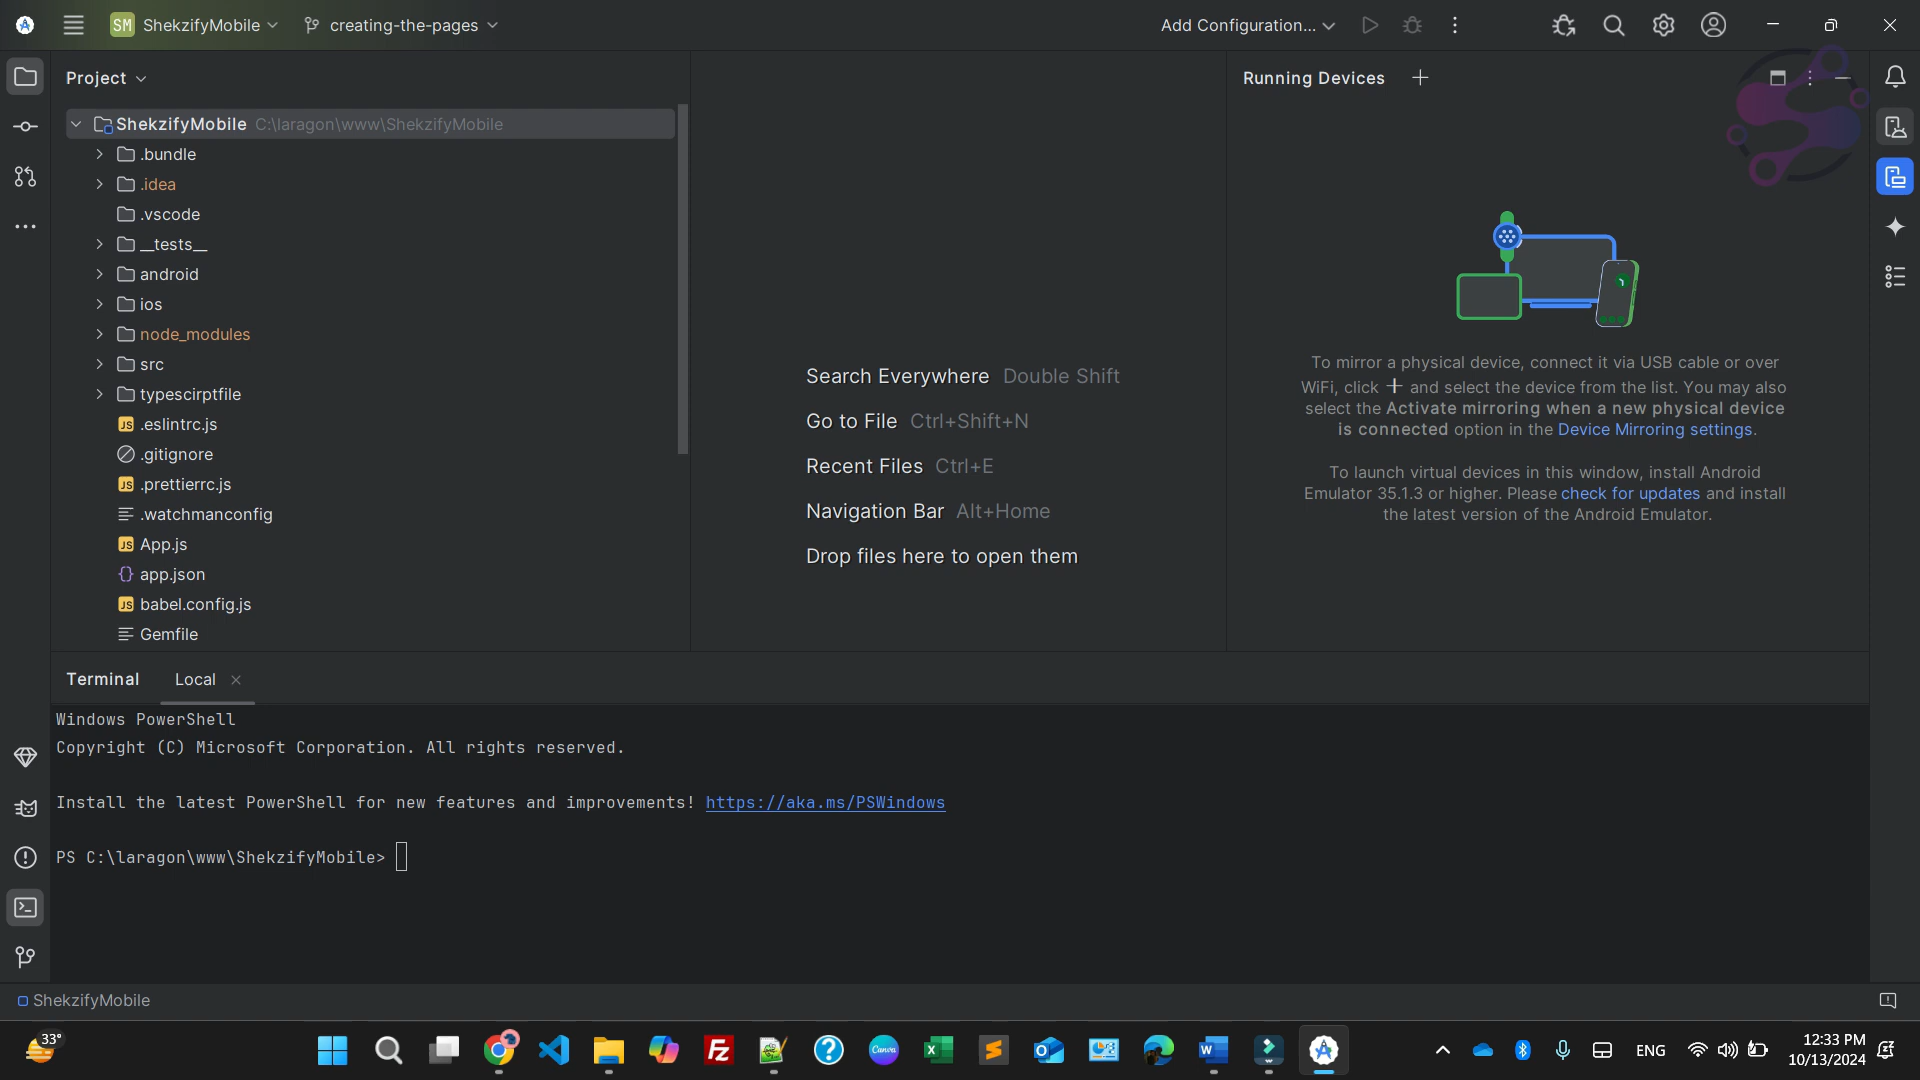 SM ShekzifyMobile creating-the-pages Add Configuration...
Project
ShekzifyMobile C:\laragon\www\ShekzifyMobile
.bundle
.idea
.vscode
__tests__
android
ios
node_modules
src
typescirptfile
JS .eslintrc.js
.gitignore
JS .prettierrc.js
.watchmanconfig
JS App.js
{} app.json
JS babel.config.js
Gemfile
Search Everywhere Double Shift
Go to File Ctrl+Shift+N
Recent Files Ctrl+E
Navigation Bar Alt+Home
Drop files here to open them
Running Devices
To mirror a physical device, connect it via USB cable or over
WiFi, click + and select the device from the list. You may also
select the Activate mirroring when a new physical device
is connected option in the Device Mirroring settings.
To launch virtual devices in this window, install Android
Emulator 35.1.3 or higher. Please check for updates and install
the latest version of the Android Emulator.
Terminal Local
Windows PowerShell
Copyright (C) Microsoft Corporation. All rights reserved.
Install the latest PowerShell for new features and improvements! https://aka.ms/PSWindows
PS C:\laragon\www\ShekzifyMobile>
ShekzifyMobile
33°
Fz
Canva
ENG
12:33 PM
10/13/2024